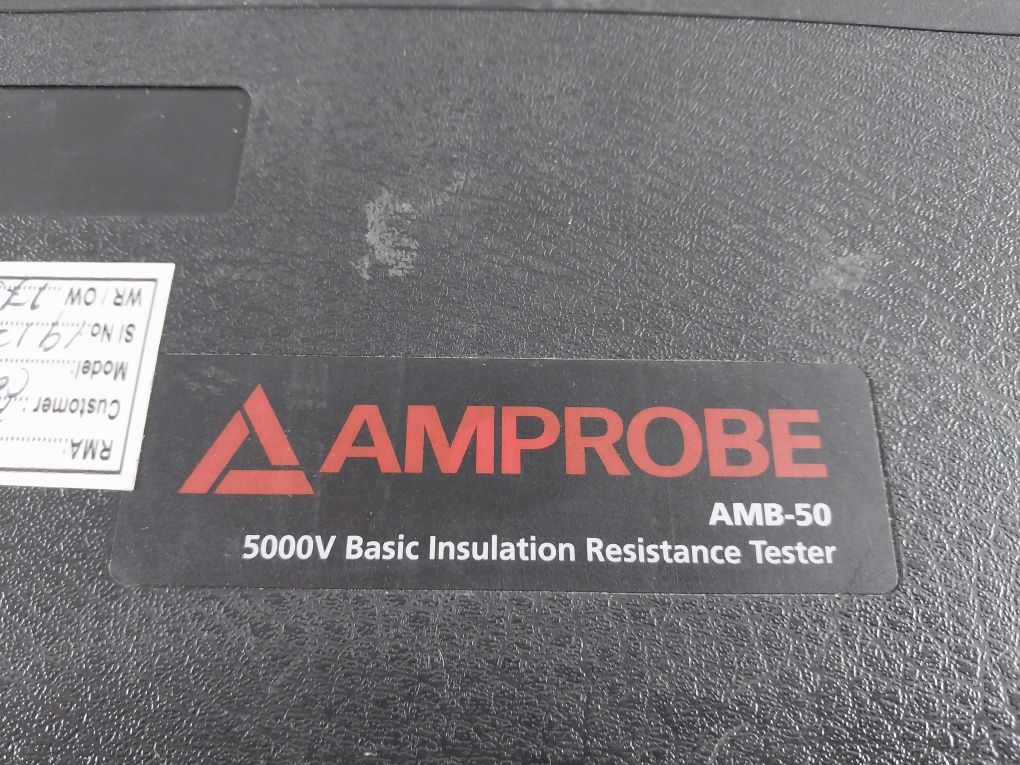 AMPROBE
AMB-50
5000V Basic Insulation Resistance Tester
RMA:
Customer :
Model:
Sl No.:
WR / OW